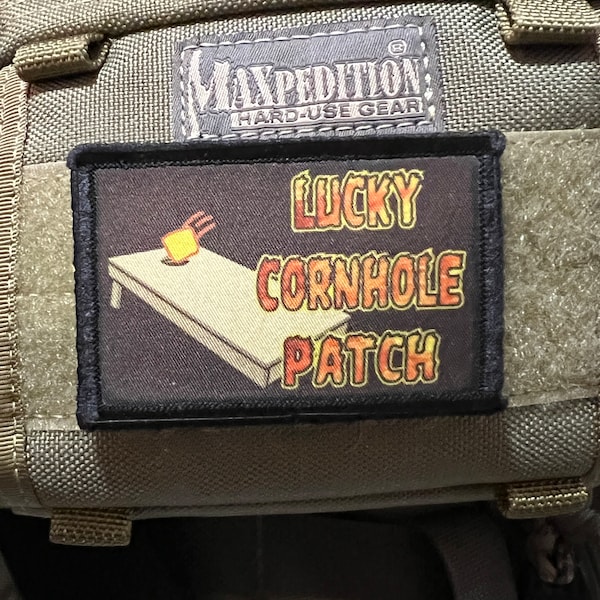 MAXPEDITION®
HARD-USE GEAR
LUCKY
CORNHOLE
PATCH